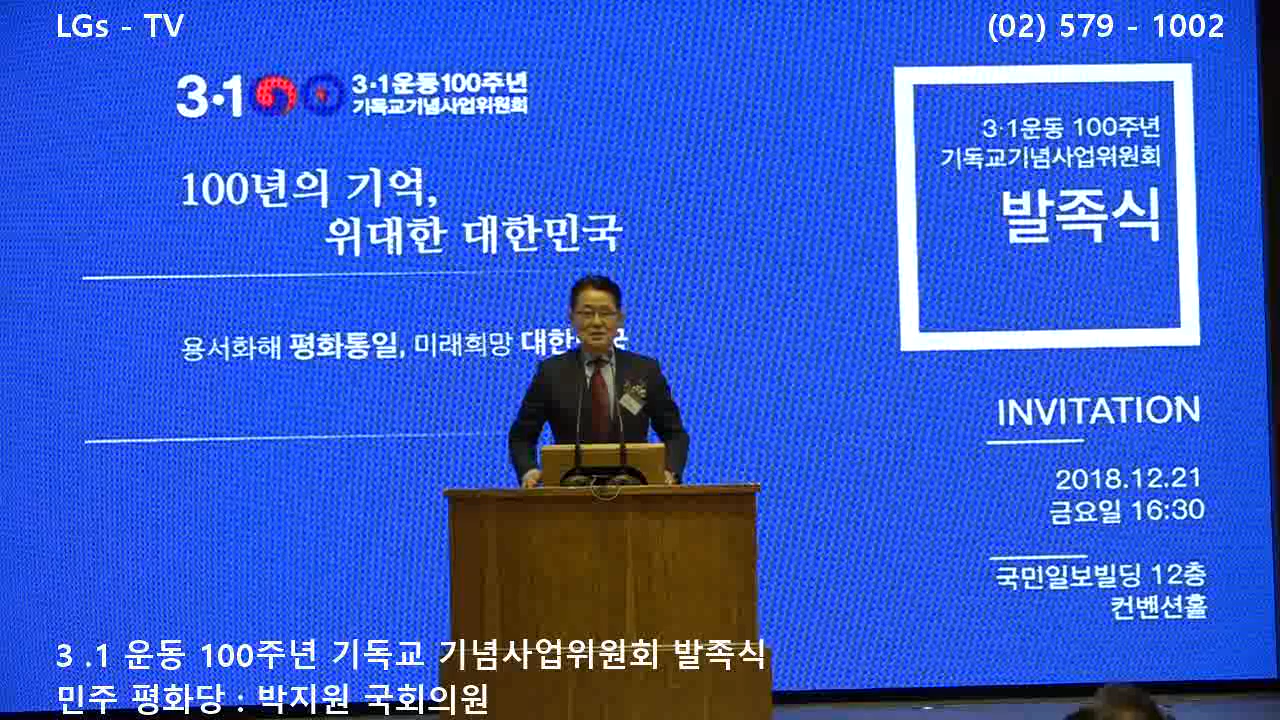 LGs - TV
(02) 579 - 1002
3·1
3·1운동100주년
기독교기념사업위원회
100년의 기억,
위대한 대한민국
용서화해 평화통일, 미래희망
3·1운동 100주년
기독교기념사업위원회
발족식
INVITATION
2018.12.21
금요일 16:30
국민일보빌딩 12층
컨벤션홀
3 .1 운동 100주년 기독교 기념사업위원회 발족식
민주 평화당 : 박지원 국회의원